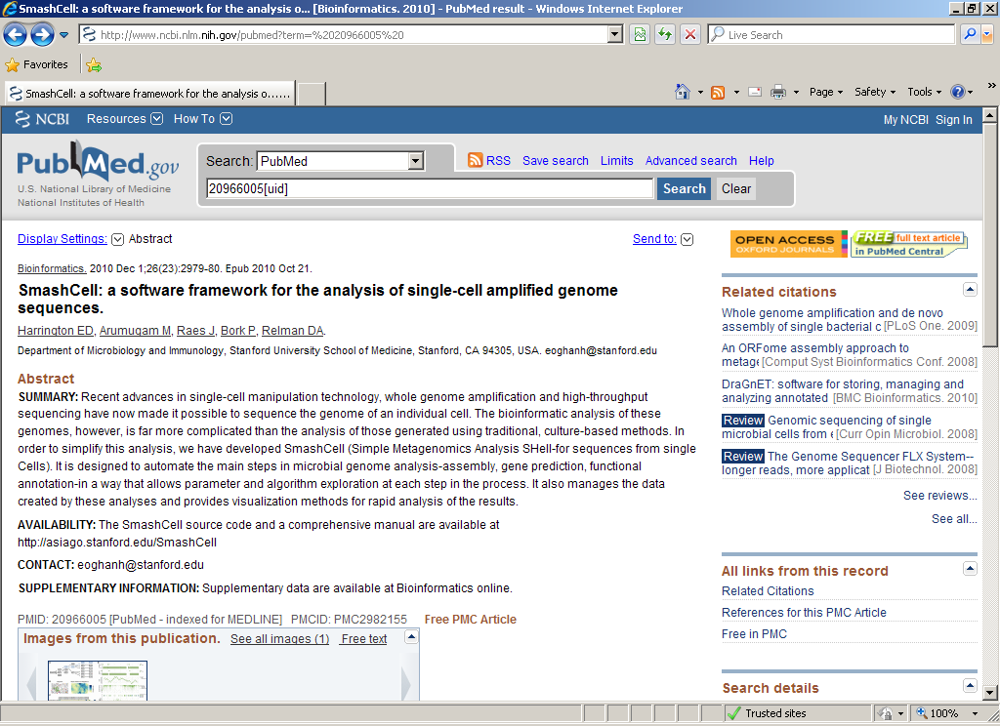 SmashCell: a software framework for the analysis o... [Bioinformatics. 2010] - PubMed result - Windows Internet Explorer
http://www.ncbi.nlm.nih.gov/pubmed?term=%2020966005%20
Live Search
Favorites
SmashCell: a software framework for the analysis o......
Page Safety Tools »
NCBI Resources How To My NCBI Sign In
PubMed.gov
U.S. National Library of Medicine
National Institutes of Health
Search: PubMed
RSS Save search Limits Advanced search Help
20966005[uid] Search Clear
Display Settings: Abstract
Send to:
Bioinformatics. 2010 Dec 1;26(23):2979-80. Epub 2010 Oct 21.
SmashCell: a software framework for the analysis of single-cell amplified genome
sequences.
Harrington ED, Arumugam M, Raes J, Bork P, Relman DA.
Department of Microbiology and Immunology, Stanford University School of Medicine, Stanford, CA 94305, USA. eoghanh@stanford.edu
Abstract
SUMMARY: Recent advances in single-cell manipulation technology, whole genome amplification and high-throughput
sequencing have now made it possible to sequence the genome of an individual cell. The bioinformatic analysis of these
genomes, however, is far more complicated than the analysis of those generated using traditional, culture-based methods. In
order to simplify this analysis, we have developed SmashCell (Simple Metagenomics Analysis SHell-for sequences from single
Cells). It is designed to automate the main steps in microbial genome analysis-assembly, gene prediction, functional
annotation-in a way that allows parameter and algorithm exploration at each step in the process. It also manages the data
created by these analyses and provides visualization methods for rapid analysis of the results.
AVAILABILITY: The SmashCell source code and a comprehensive manual are available at
http://asiago.stanford.edu/SmashCell
CONTACT: eoghanh@stanford.edu
SUPPLEMENTARY INFORMATION: Supplementary data are available at Bioinformatics online.
PMID: 20966005 [PubMed - indexed for MEDLINE] PMCID: PMC2982155 Free PMC Article
Images from this publication. See all images (1) Free text
OPEN ACCESS
OXFORD JOURNALS
FREE full text article
in PubMed Central
Related citations
Whole genome amplification and de novo
assembly of single bacterial c [PLoS One. 2009]
An ORFome assembly approach to
metag [Comput Syst Bioinformatics Conf. 2008]
DraGnET: software for storing, managing and
analyzing annotated [BMC Bioinformatics. 2010]
Review Genomic sequencing of single
microbial cells from [Curr Opin Microbiol. 2008]
Review The Genome Sequencer FLX System--
longer reads, more applicat [J Biotechnol. 2008]
See reviews...
See all...
All links from this record
Related Citations
References for this PMC Article
Free in PMC
Search details
Trusted sites 100%